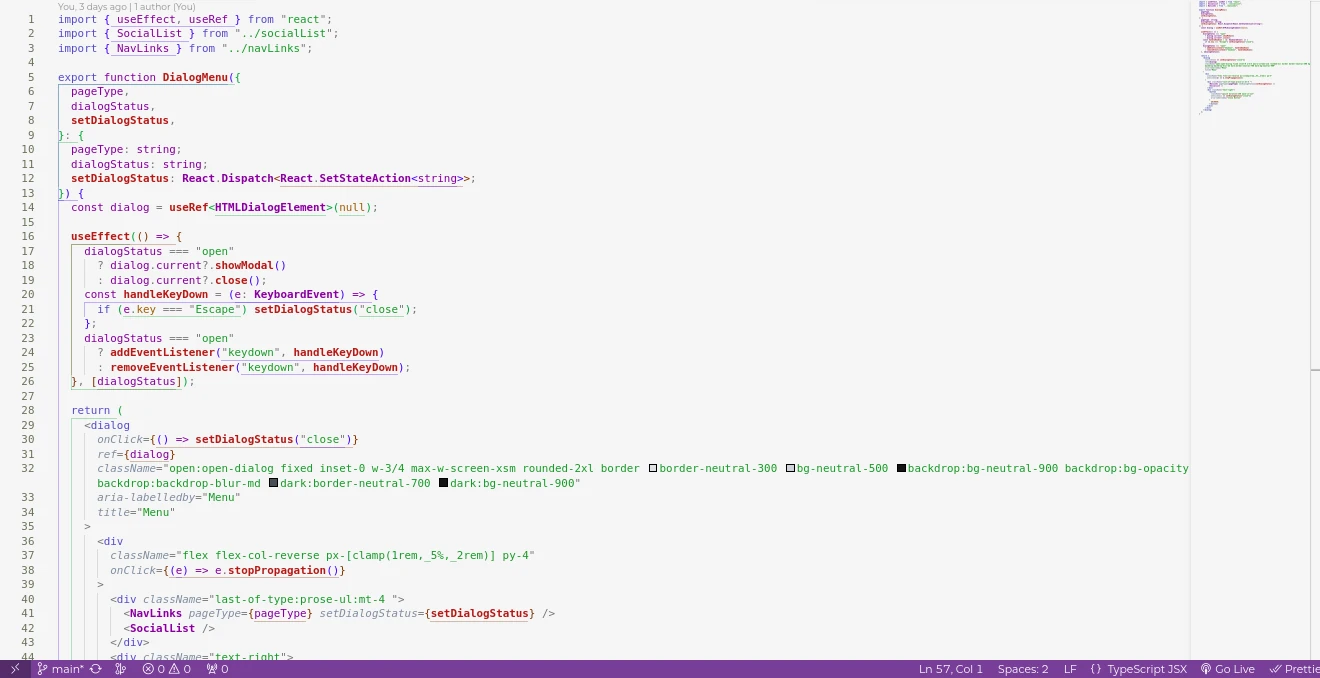 You, 3 days ago | 1 author (You)
1 import { useEffect, useRef } from "react";
2 import { SocialList } from "../socialList";
3 import { NavLinks } from "../navLinks";
4
5 export function DialogMenu({
6 pageType,
7 dialogStatus,
8 setDialogStatus,
9 }: {
10 pageType: string;
11 dialogStatus: string;
12 setDialogStatus: React.Dispatch<React.SetStateAction<string>>;
13 }) {
14 const dialog = useRef<HTMLDialogElement>(null);
15
16 useEffect(() => {
17 dialogStatus === "open"
18 ? dialog.current?.showModal()
19 : dialog.current?.close();
20 const handleKeyDown = (e: KeyboardEvent) => {
21 if (e.key === "Escape") setDialogStatus("close");
22 };
23 dialogStatus === "open"
24 ? addEventListener("keydown", handleKeyDown)
25 : removeEventListener("keydown", handleKeyDown);
26 }, [dialogStatus]);
27
28 return (
29 <dialog
30 onClick={() => setDialogStatus("close")}
31 ref={dialog}
32 className="open:open-dialog fixed inset-0 w-3/4 max-w-screen-xsm rounded-2xl border border-neutral-300 bg-neutral-500 backdrop:bg-neutral-900 backdrop:bg-opacity
backdrop:backdrop-blur-md dark:border-neutral-700 dark:bg-neutral-900"
33 aria-labelledby="Menu"
34 title="Menu"
35 >
36 <div
37 className="flex flex-col-reverse px-[clamp(1rem,_5%,_2rem)] py-4"
38 onClick={(e) => e.stopPropagation()}
39 >
40 <div className="last-of-type:prose-ul:mt-4 ">
41 <NavLinks pageType={pageType} setDialogStatus={setDialogStatus} />
42 <SocialList />
43 </div>
44 <div className="text-right">
main* 0 0 0 Ln 57, Col 1 Spaces: 2 LF {} TypeScript JSX Go Live Prettie